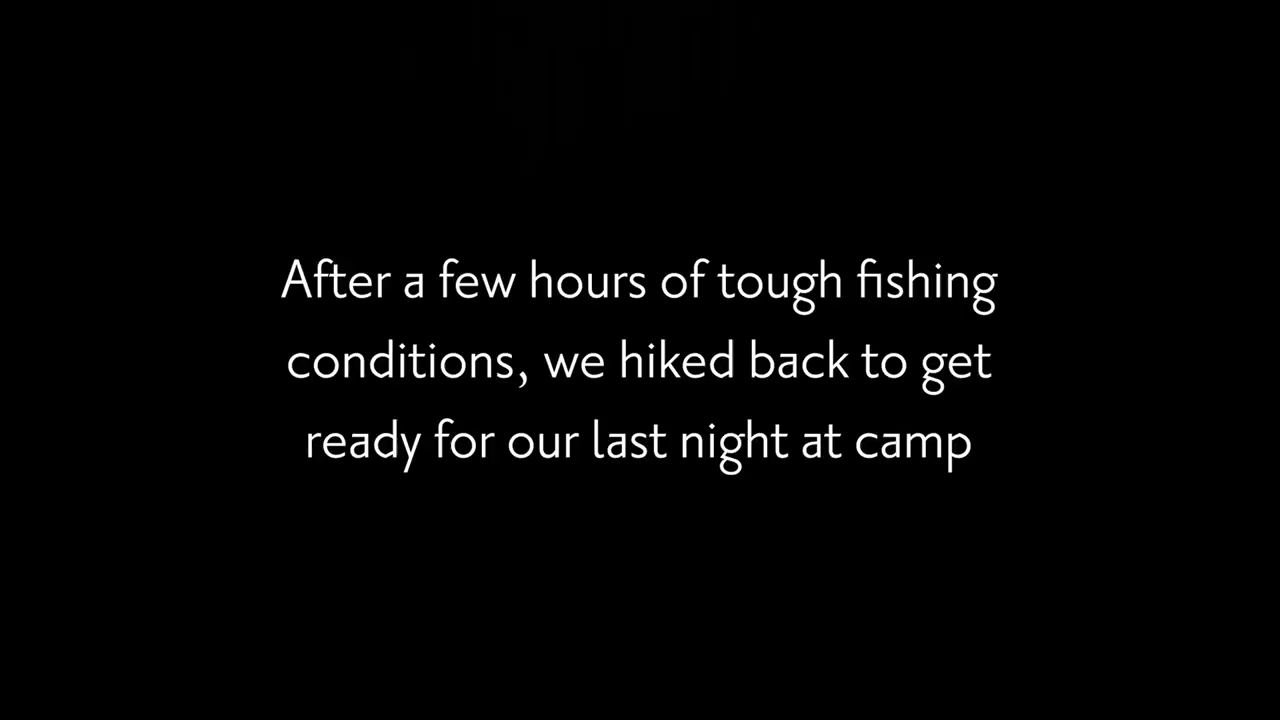 After a few hours of tough fishing
conditions, we hiked back to get
ready for our last night at camp